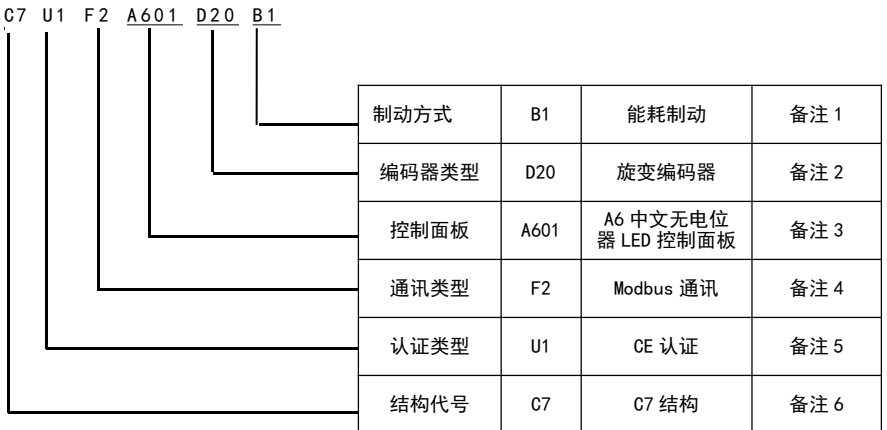 C7 U1 F2 A601 D20 B1
制动方式 B1 能耗制动 备注 1
编码器类型 D20 旋变编码器 备注 2
控制面板 A601 A6 中文无电位
器 LED 控制面板 备注 3
通讯类型 F2 Modbus 通讯 备注 4
认证类型 U1 CE 认证 备注 5
结构代号 C7 C7 结构 备注 6